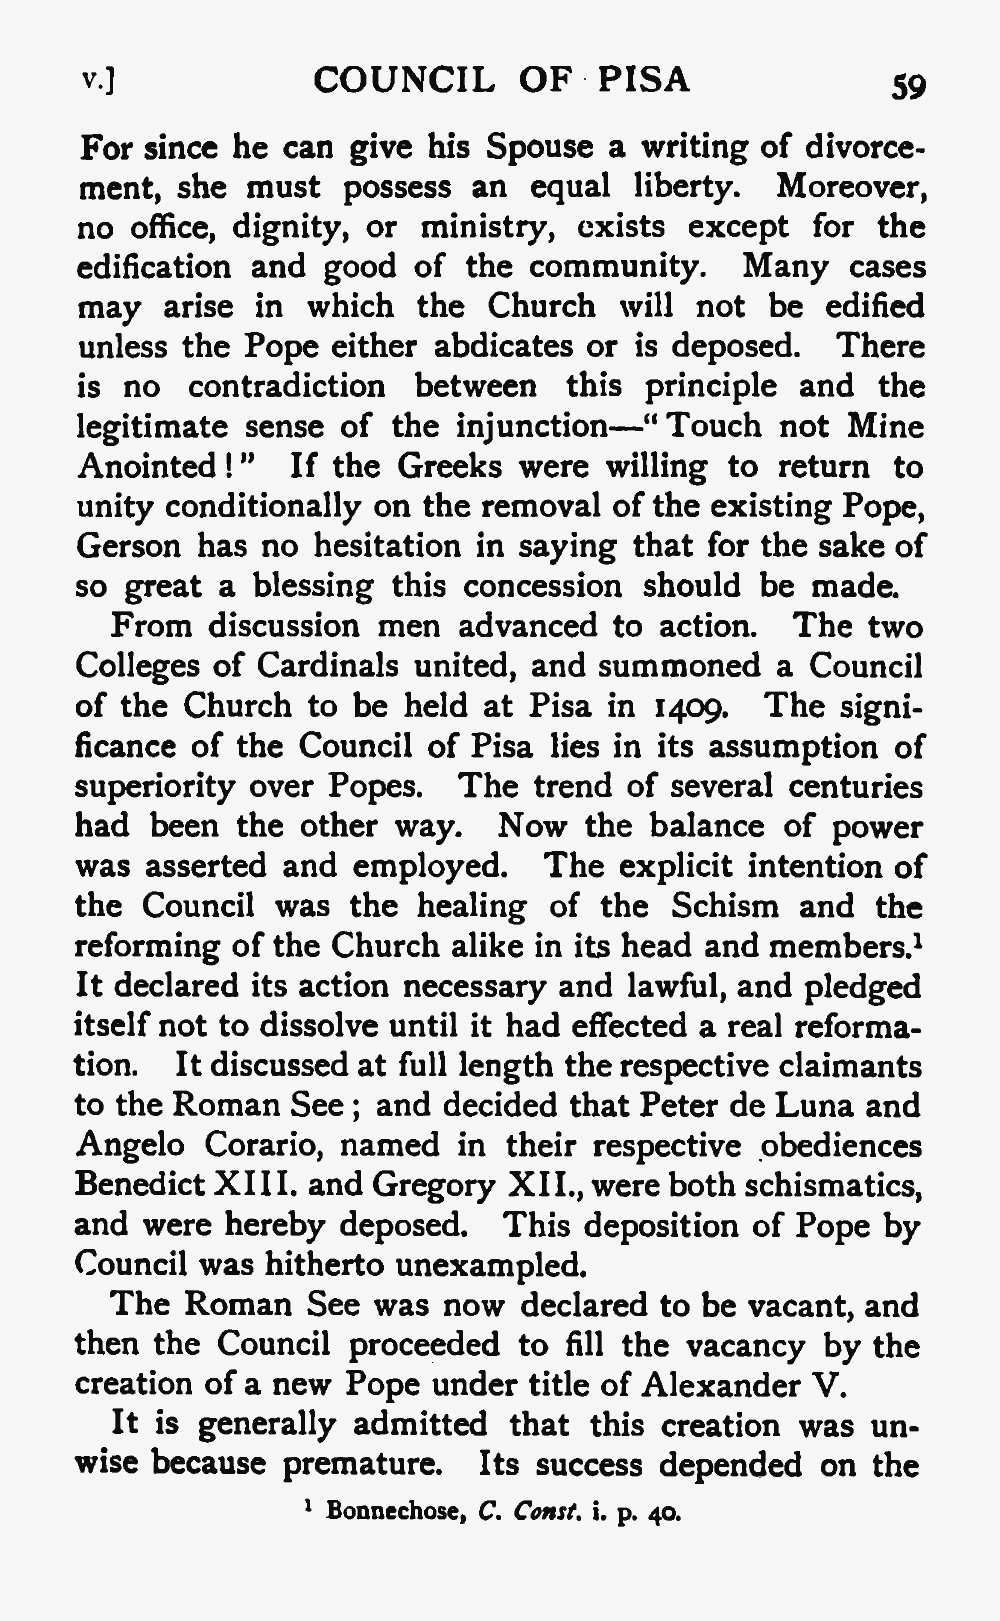 v.] COUNCIL OF PISA 59
For since he can give his Spouse a writing of divorce-
ment, she must possess an equal liberty. Moreover,
no office, dignity, or ministry, exists except for the
edification and good of the community. Many cases
may arise in which the Church will not be edified
unless the Pope either abdicates or is deposed. There
is no contradiction between this principle and the
legitimate sense of the injunction—“Touch not Mine
Anointed!” If the Greeks were willing to return to
unity conditionally on the removal of the existing Pope,
Gerson has no hesitation in saying that for the sake of
so great a blessing this concession should be made.
From discussion men advanced to action. The two
Colleges of Cardinals united, and summoned a Council
of the Church to be held at Pisa in 1409. The signi-
ficance of the Council of Pisa lies in its assumption of
superiority over Popes. The trend of several centuries
had been the other way. Now the balance of power
was asserted and employed. The explicit intention of
the Council was the healing of the Schism and the
reforming of the Church alike in its head and members.¹
It declared its action necessary and lawful, and pledged
itself not to dissolve until it had effected a real reforma-
tion. It discussed at full length the respective claimants
to the Roman See; and decided that Peter de Luna and
Angelo Corario, named in their respective obediences
Benedict XIII. and Gregory XII., were both schismatics,
and were hereby deposed. This deposition of Pope by
Council was hitherto unexampled.
The Roman See was now declared to be vacant, and
then the Council proceeded to fill the vacancy by the
creation of a new Pope under title of Alexander V.
It is generally admitted that this creation was un-
wise because premature. Its success depended on the
¹ Bonnechose, C. Const. i. p. 40.